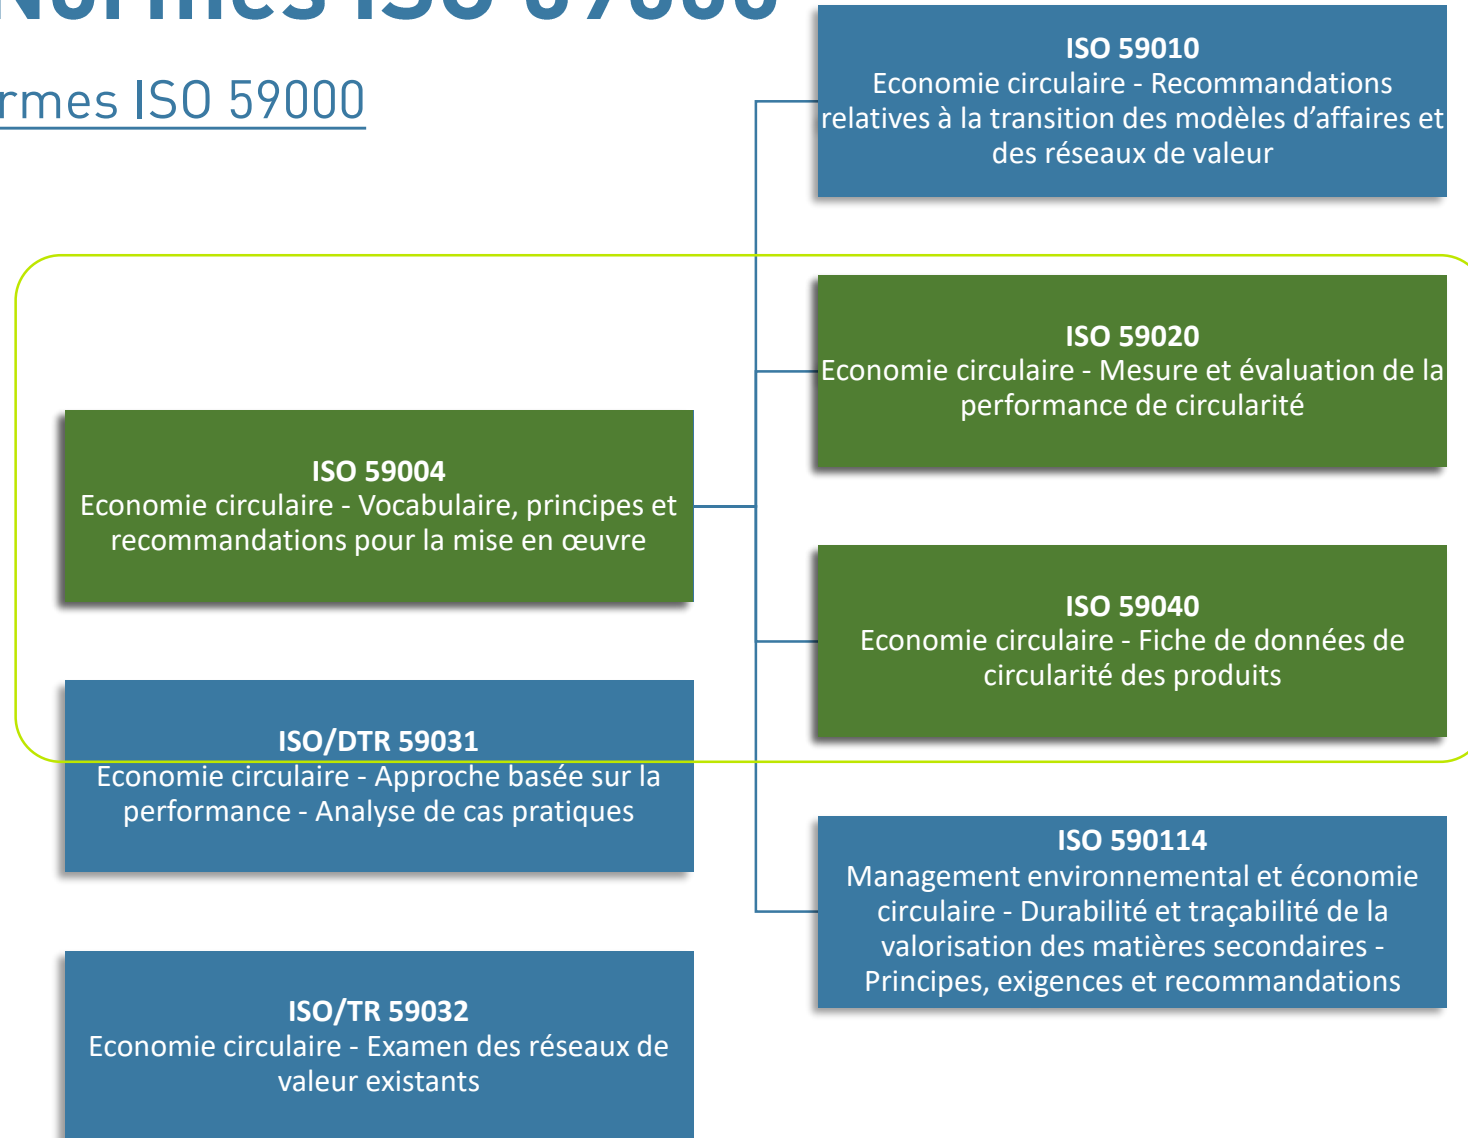 Normes ISO 59000
rmes ISO 59000
ISO 59010
Economie circulaire - Recommandations
relatives à la transition des modèles d’affaires et
des réseaux de valeur
ISO 59020
Economie circulaire - Mesure et évaluation de la
performance de circularité
ISO 59004
Economie circulaire - Vocabulaire, principes et
recommandations pour la mise en œuvre
ISO 59040
Economie circulaire - Fiche de données de
circularité des produits
ISO/DTR 59031
Economie circulaire - Approche basée sur la
performance - Analyse de cas pratiques
ISO 590114
Management environnemental et économie
circulaire - Durabilité et traçabilité de la
valorisation des matières secondaires -
Principes, exigences et recommandations
ISO/TR 59032
Economie circulaire - Examen des réseaux de
valeur existants